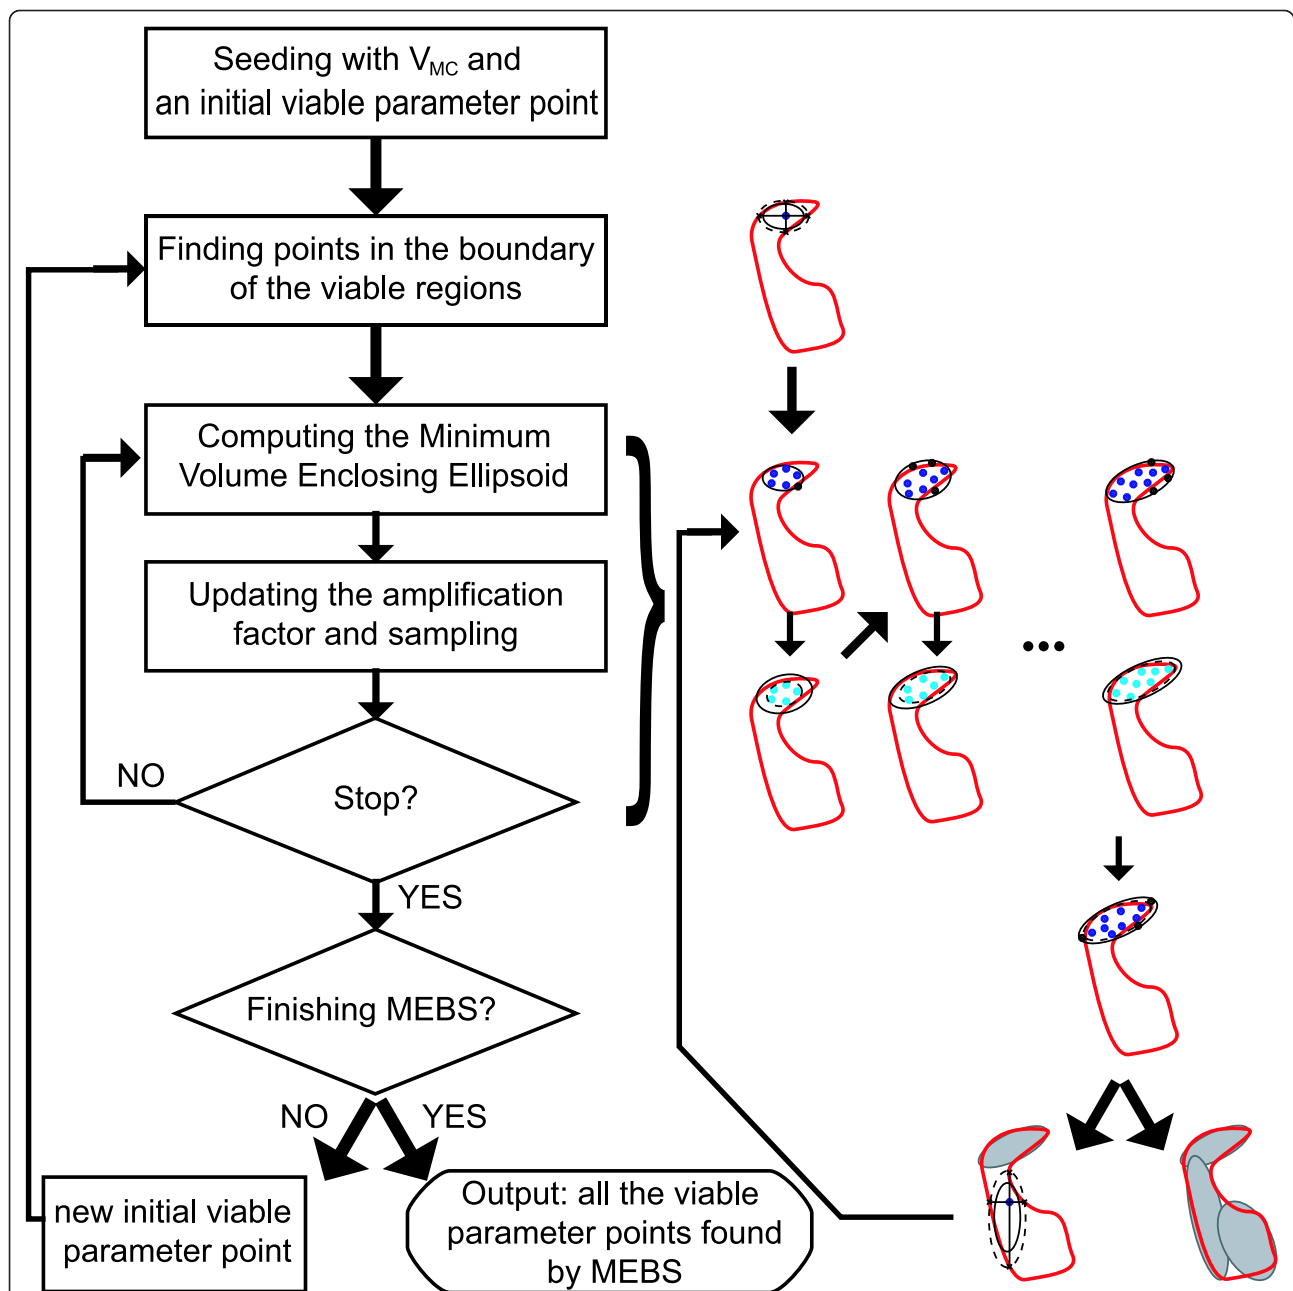 Seeding with VMC and
an initial viable parameter point
Finding points in the boundary
of the viable regions
Computing the Minimum
Volume Enclosing Ellipsoid
Updating the amplification
factor and sampling
NO
Stop?
YES
Finishing MEBS?
NO
YES
new initial viable
parameter point
Output: all the viable
parameter points found
by MEBS